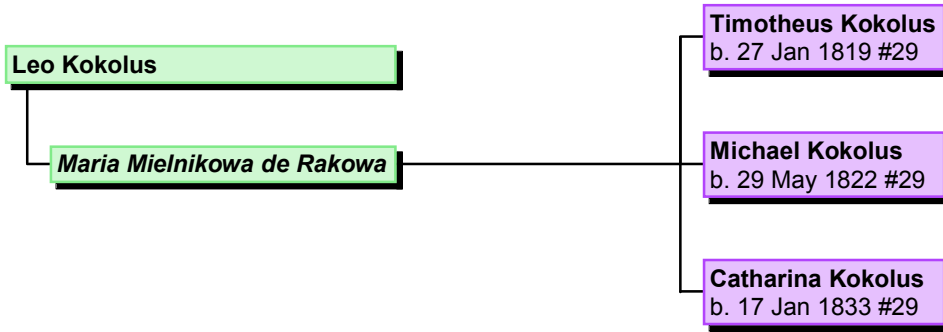 Leo Kokolus
Maria Mielnikowa de Rakowa
Timotheus Kokolus
b. 27 Jan 1819 #29
Michael Kokolus
b. 29 May 1822 #29
Catharina Kokolus
b. 17 Jan 1833 #29